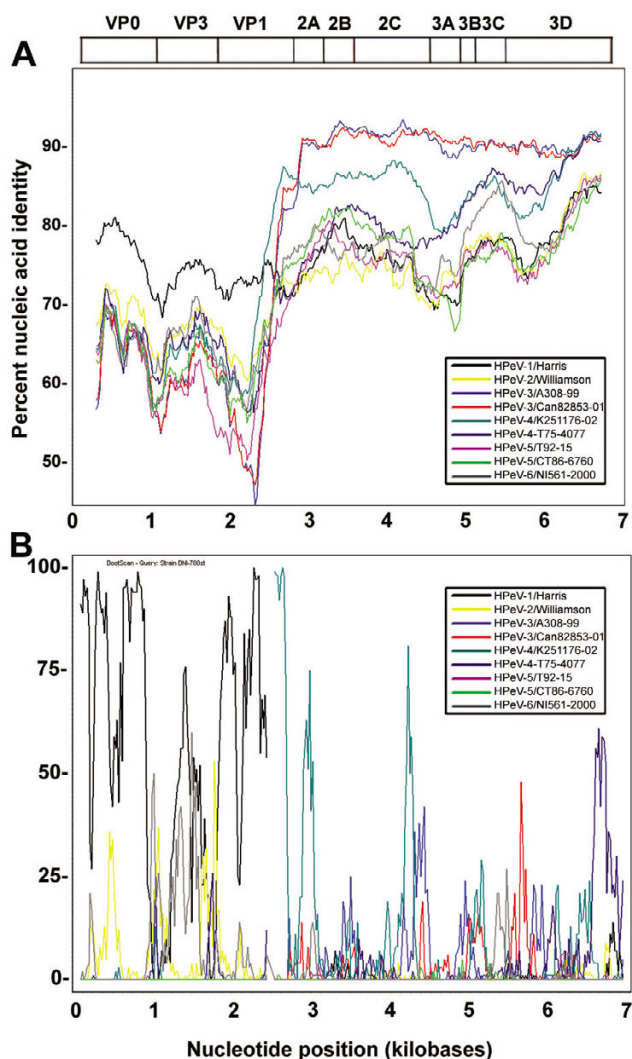 VP0 VP3 VP1 2A 2B 2C 3A 3B 3C 3D
A
Percent nucleic acid identity
90-
80-
70-
60-
50-
HPeV-1/Harris
HPeV-2/Williamson
HPeV-3/A308-99
HPeV-3/Can82853-01
HPeV-4/K251176-02
HPeV-4-T75-4077
HPeV-5/T92-15
HPeV-5/CT86-6760
HPeV-6/NI561-2000
0 1 2 3 4 5 6 7
B
BootScan - Query: Strain DNI-700st
100-
75-
50-
25-
0-
HPeV-1/Harris
HPeV-2/Williamson
HPeV-3/A308-99
HPeV-3/Can82853-01
HPeV-4/K251176-02
HPeV-4-T75-4077
HPeV-5/T92-15
HPeV-5/CT86-6760
HPeV-6/NI561-2000
0 1 2 3 4 5 6 7
Nucleotide position (kilobases)